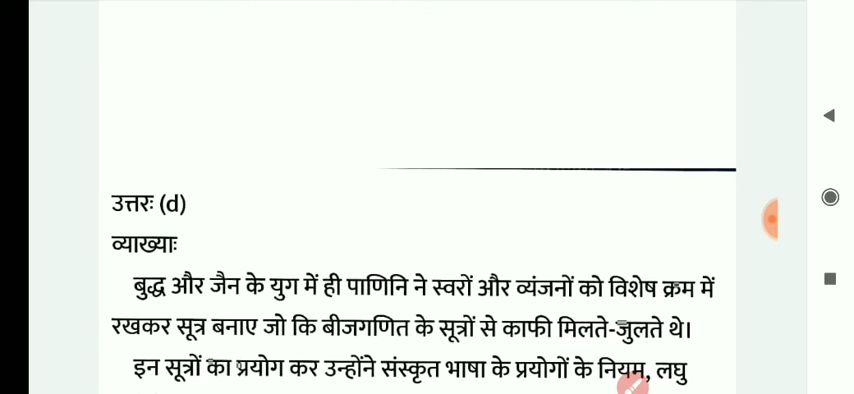 उत्तरः (d)
व्याख्याः
बुद्ध और जैन के युग में ही पाणिनि ने स्वरों और व्यंजनों को विशेष क्रम में
रखकर सूत्र बनाए जो कि बीजगणित के सूत्रों से काफी मिलते-जुलते थे।
इन सूत्रों का प्रयोग कर उन्होंने संस्कृत भाषा के प्रयोगों के नियम, लघु